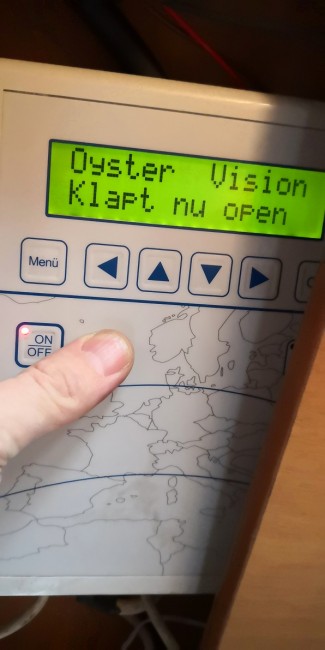 Oyster Vision
Klapt nu open
Menü
ON
OFF